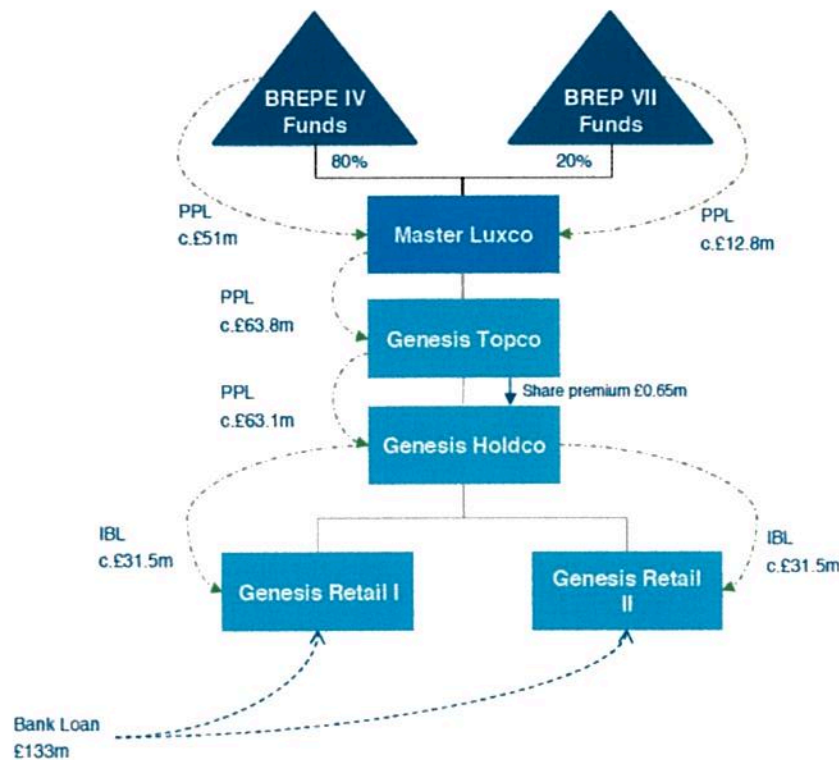 BREPE IV
Funds
BREP VII
Funds
80%
20%
PPL
c.£51m
Master Luxco
PPL
c.£12.8m
PPL
c.£63.8m
Genesis Topco
Share premium £0.65m
PPL
c.£63.1m
Genesis Holdco
IBL
c.£31.5m
IBL
c.£31.5m
Genesis Retail I
Genesis Retail
II
Bank Loan
£133m